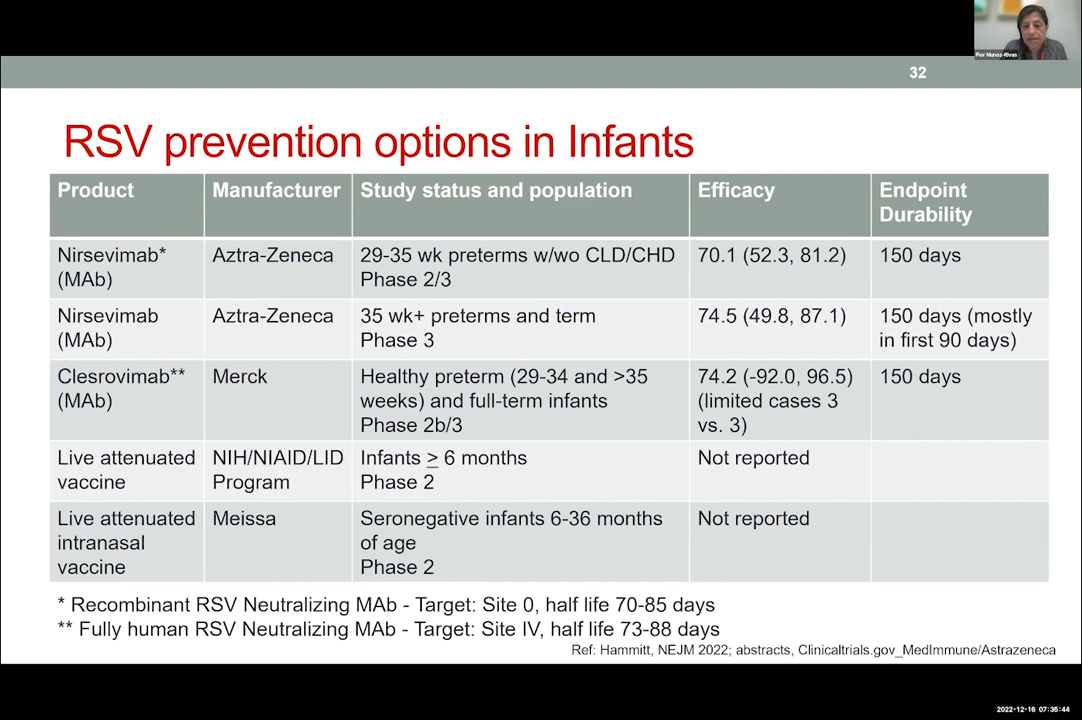 Flor Munoz-Rivas
32
RSV prevention options in Infants
Product Manufacturer Study status and population Efficacy Endpoint
Durability
Nirsevimab* Aztra-Zeneca 29-35 wk preterms w/wo CLD/CHD 70.1 (52.3, 81.2) 150 days
(MAb) Phase 2/3
Nirsevimab Aztra-Zeneca 35 wk+ preterms and term 74.5 (49.8, 87.1) 150 days (mostly
(MAb) Phase 3 in first 90 days)
Clesrovimab** Merck Healthy preterm (29-34 and >35 74.2 (-92.0, 96.5) 150 days
(MAb) weeks) and full-term infants (limited cases 3
Phase 2b/3 vs. 3)
Live attenuated NIH/NIAID/LID Infants ≥ 6 months Not reported
vaccine Program Phase 2
Live attenuated Meissa Seronegative infants 6-36 months Not reported
intranasal of age
vaccine Phase 2
* Recombinant RSV Neutralizing MAb - Target: Site 0, half life 70-85 days
** Fully human RSV Neutralizing MAb - Target: Site IV, half life 73-88 days
Ref: Hammitt, NEJM 2022; abstracts, Clinicaltrials.gov_MedImmune/Astrazeneca
2022-12-16 07:35:44